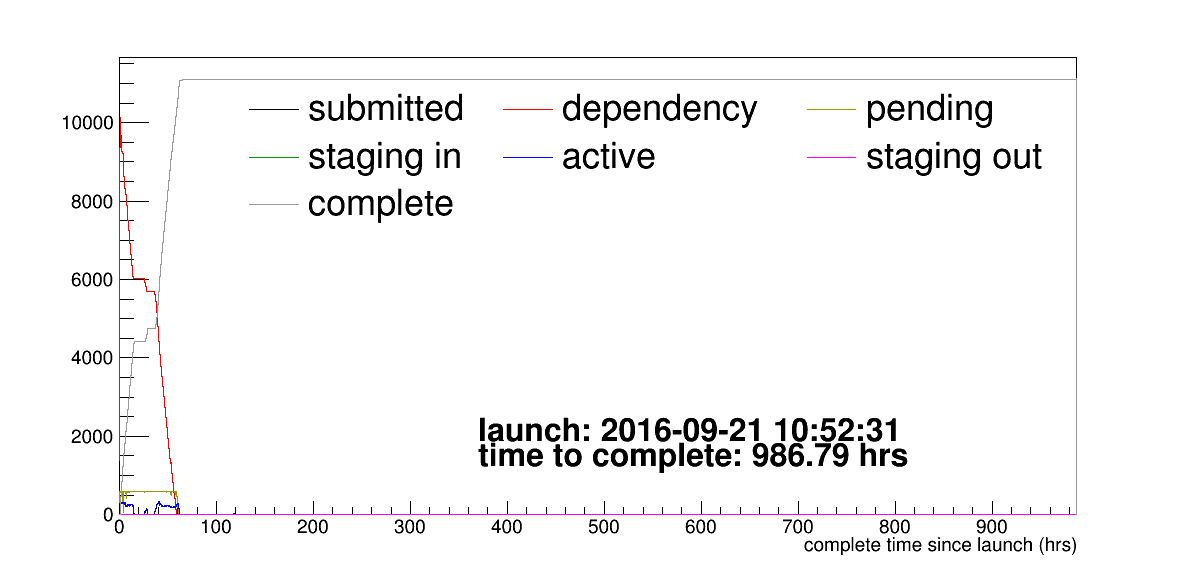 submitted dependency pending
staging in active staging out
complete
10000
8000
6000
4000
2000
0
launch: 2016-09-21 10:52:31
time to complete: 986.79 hrs
0 100 200 300 400 500 600 700 800 900
complete time since launch (hrs)